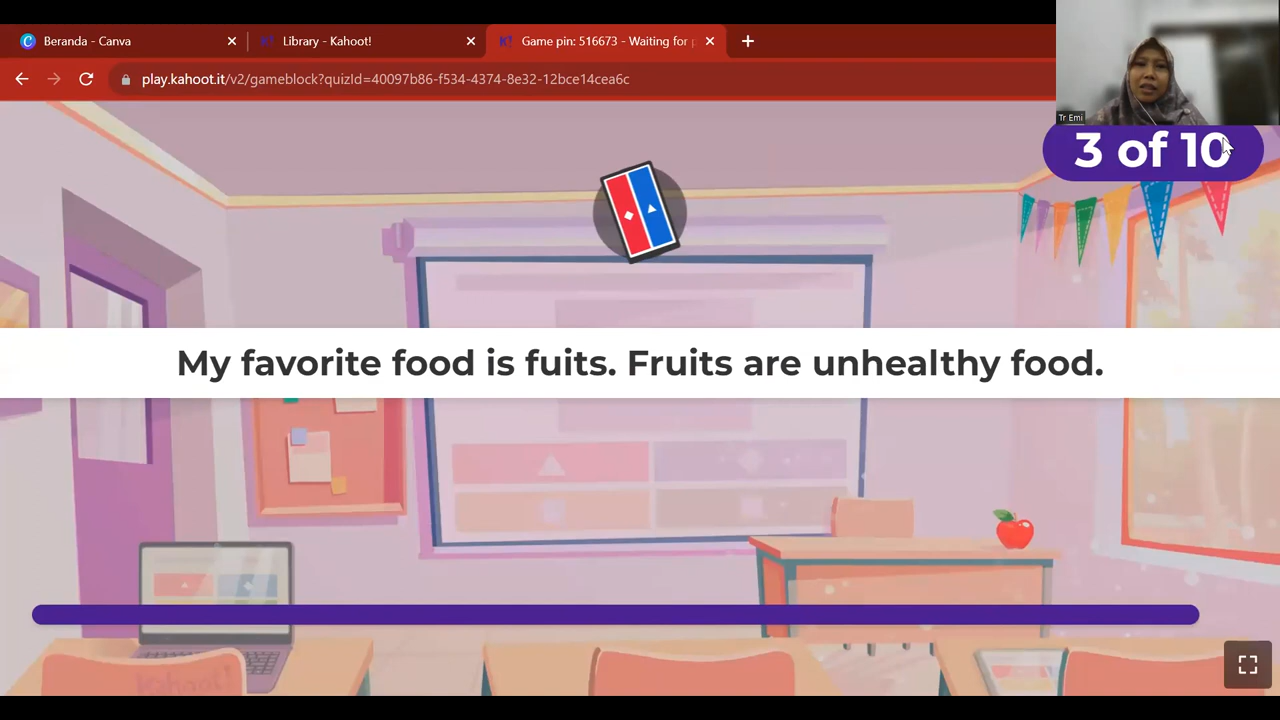 Beranda - Canva
Library - Kahoot!
K! Game pin: 516673 - Waiting for p
play.kahoot.it/v2/gameblock?quizId=40097b86-f534-4374-8e32-12bce14cea6c
Tr Emi
3 of 10
My favorite food is fuits. Fruits are unhealthy food.
Kahoot!